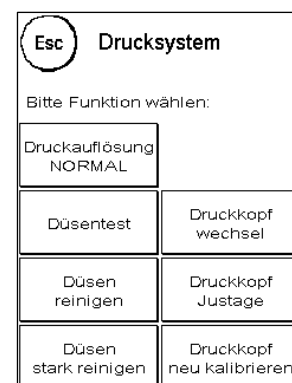 Esc Drucksystem
Bitte Funktion wählen:
Druckauflösung
NORMAL
Düsentest
Druckkopf
wechsel
Düsen
reinigen
Druckkopf
Justage
Düsen
stark reinigen
Druckkopf
neu kalibrieren